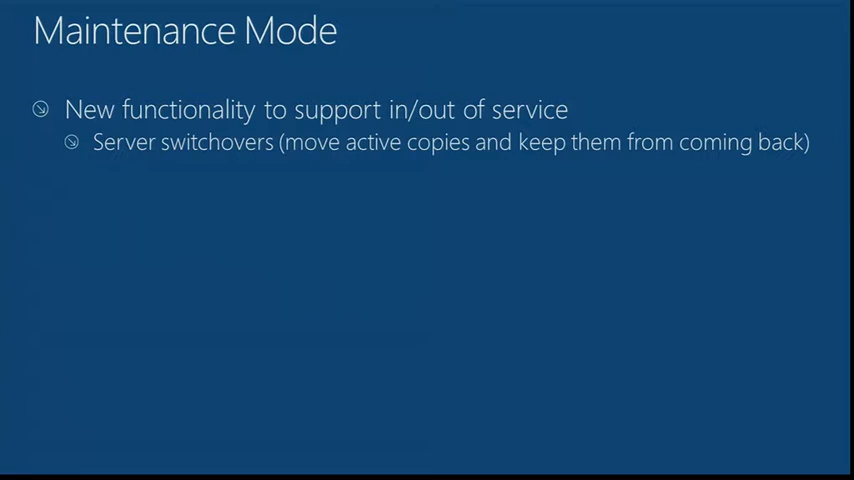 Maintenance Mode
New functionality to support in/out of service
Server switchovers (move active copies and keep them from coming back)